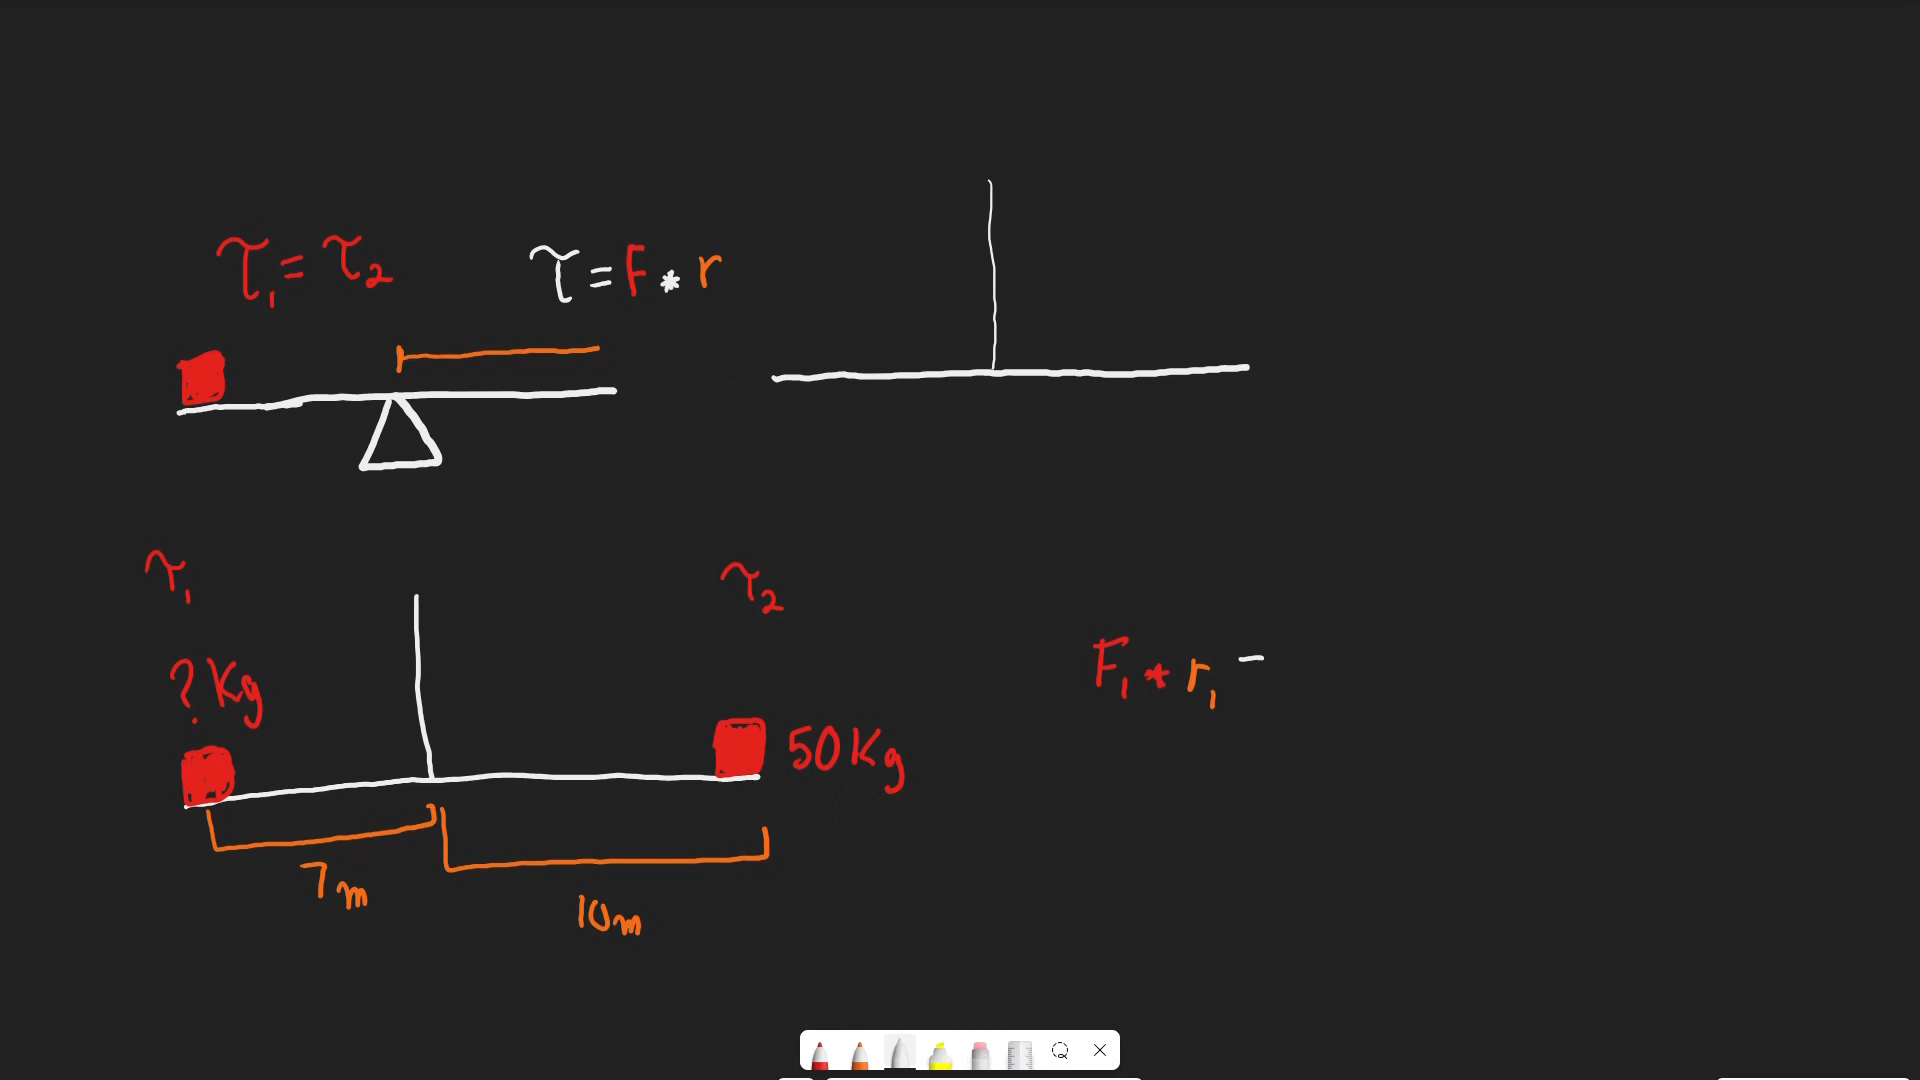 τ₁ = τ₂
τ = F * r
τ₁
τ₂
? Kg
F₁ * r₁ -
50 Kg
7m
10m